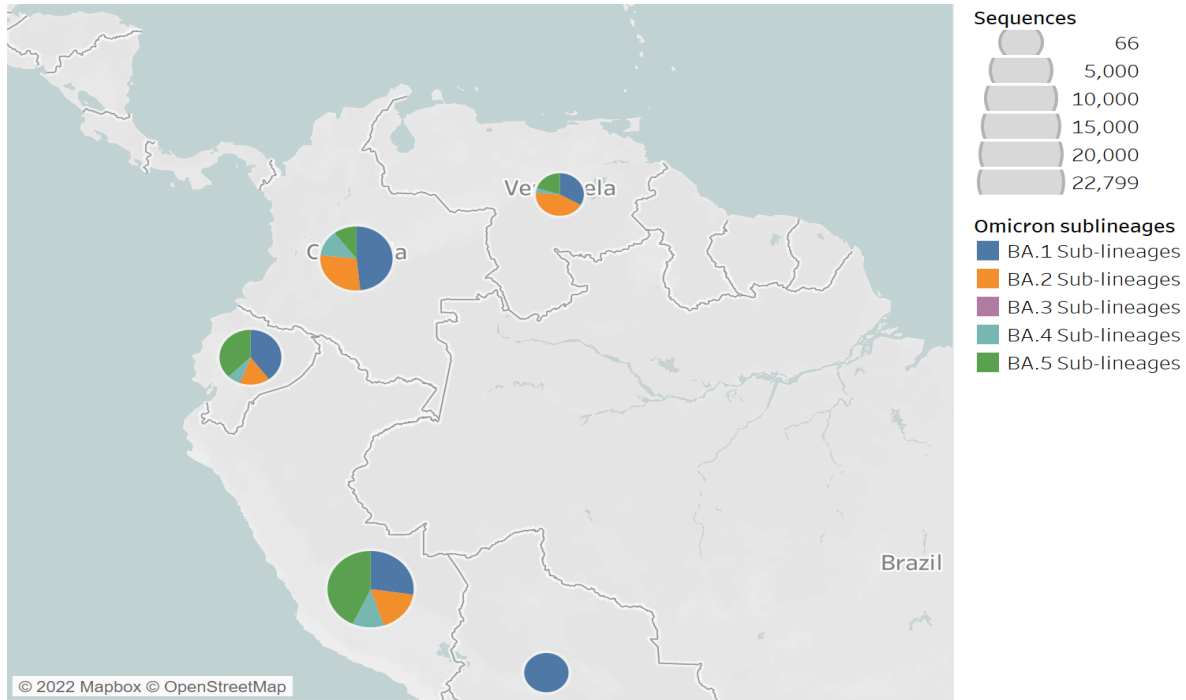 Sequences
66
5,000
10,000
15,000
20,000
22,799
Omicron sublineages
BA.1 Sub-lineages
BA.2 Sub-lineages
BA.3 Sub-lineages
BA.4 Sub-lineages
BA.5 Sub-lineages
Brazil
© 2022 Mapbox © OpenStreetMap